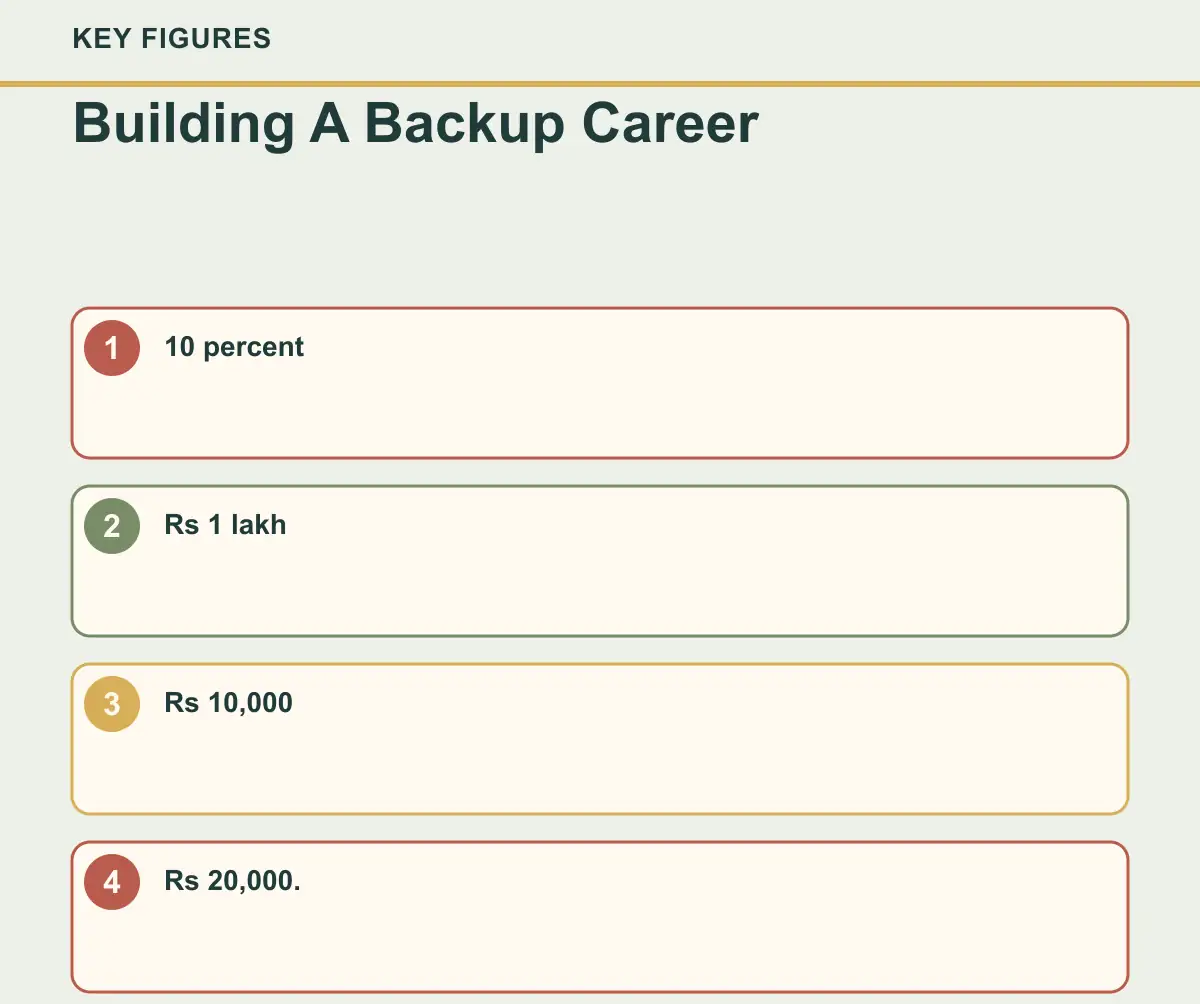 KEY FIGURES
Building A Backup Career
1 10 percent
2 Rs 1 lakh
3 Rs 10,000
4 Rs 20,000.